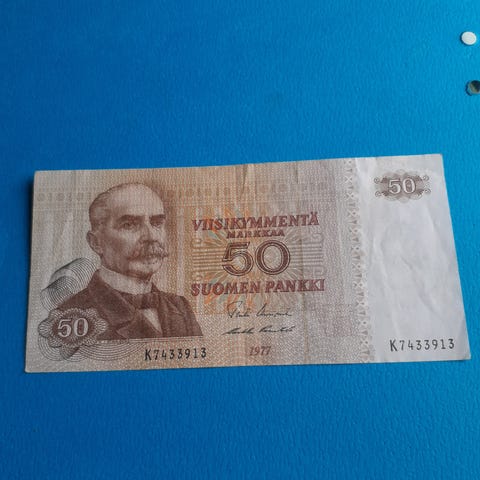 50
VIISIKYMMENTÄ
MARKKAA
50
SUOMEN PANKKI
50
K7433913
1977
K7433913